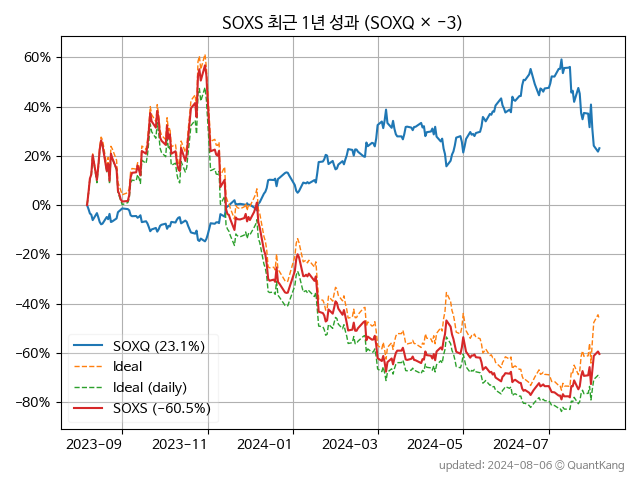 SOXS 최근 1년 성과 (SOXQ × −3)
60%
40%
20%
0%
−20%
−40%
−60%
−80%
SOXQ (23.1%)
Ideal
Ideal (daily)
SOXS (−60.5%)
2023-09
2023-11
2024-01
2024-03
2024-05
2024-07
updated: 2024-08-06 © QuantKang